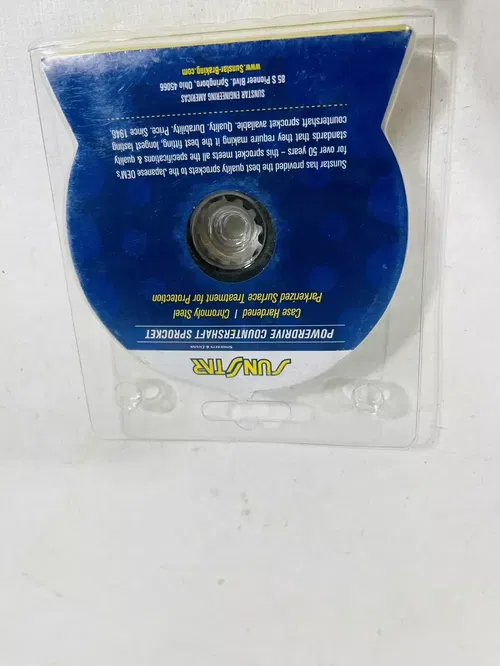 SUNSTAR
SPROCKETS & CHAIN
POWERDRIVE COUNTERSHAFT SPROCKET
Case Hardened | Chromoly Steel
Parkerized Surface Treatment for Protection
Sunstar has provided the best quality sprockets to the Japanese OEM's
for over 50 years – this sprocket meets all the specifications & quality
standards that they require making it the best fitting, longest lasting
countershaft sprocket available. Quality, Durability, Price. Since 1946
SUNSTAR ENGINEERING AMERICAS
85 S Pioneer Blvd. Springboro, Ohio 45066
www.Sunstar-Braking.com